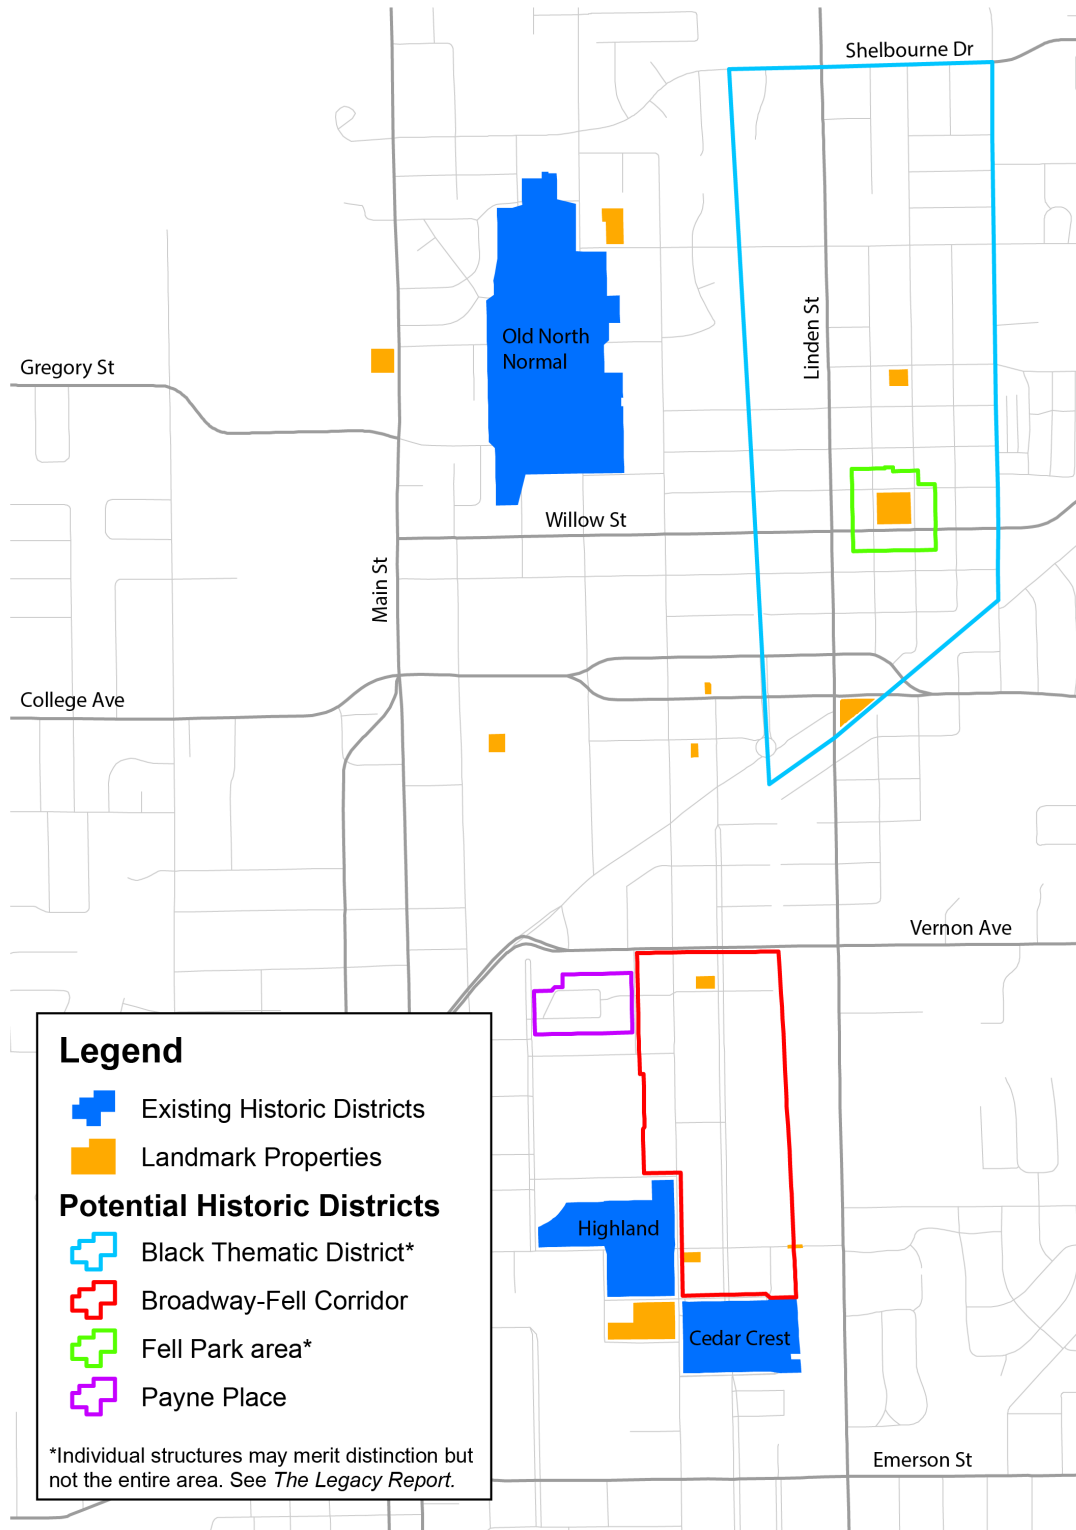 Shelbourne Dr
Linden St
Old North
Normal
Gregory St
Willow St
Main St
College Ave
Vernon Ave
Legend
Existing Historic Districts
Landmark Properties
Potential Historic Districts
Black Thematic District*
Broadway-Fell Corridor
Fell Park area*
Payne Place
*Individual structures may merit distinction but
not the entire area. See The Legacy Report.
Highland
Cedar Crest
Emerson St